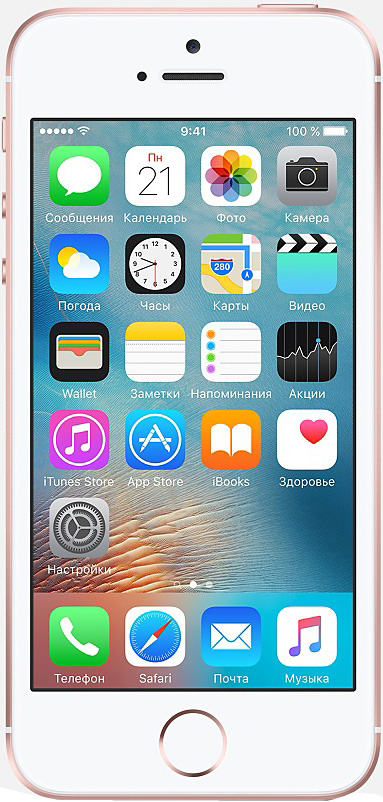 9:41
100 %
Пн
21
Сообщения Календарь Фото Камера
280
Погода Часы Карты Видео
Wallet Заметки Напоминания Акции
iTunes Store App Store iBooks Здоровье
Настройки
Телефон Safari Почта Музыка